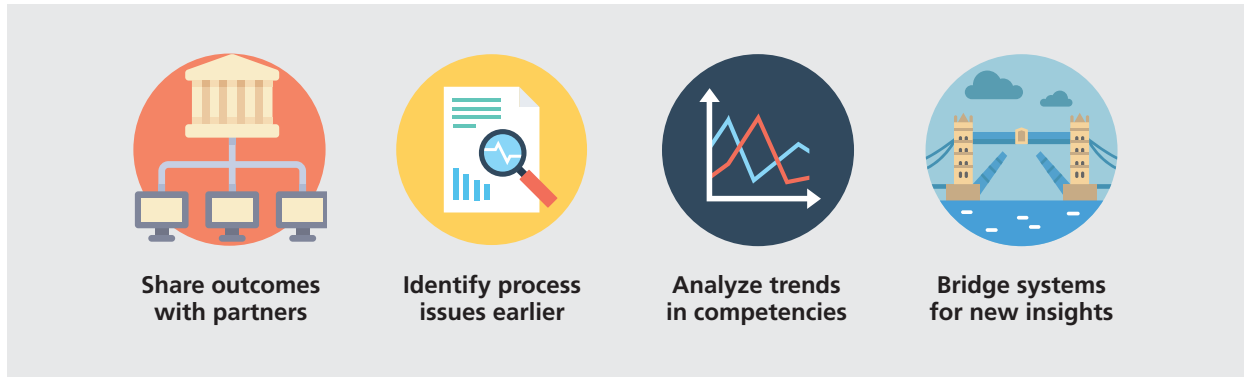 Share outcomes
with partners
Identify process
issues earlier
Analyze trends
in competencies
Bridge systems
for new insights